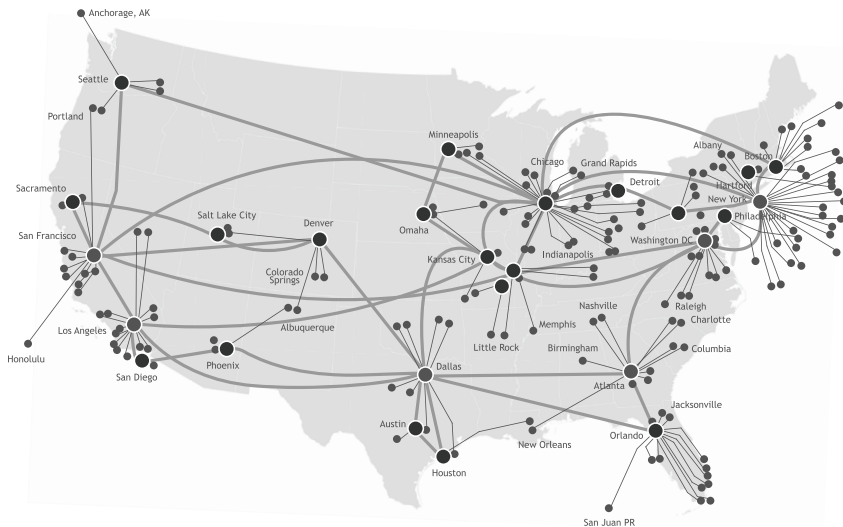 Anchorage, AK
Seattle
Portland
Minneapolis
Chicago
Grand Rapids
Albany
Boston
Detroit
Hartford
Sacramento
New York
Salt Lake City
Denver
Omaha
Philadelphia
San Francisco
Washington DC
Indianapolis
Kansas City
Colorado
Springs
Raleigh
Nashville
Los Angeles
Albuquerque
Memphis
Charlotte
Honolulu
Little Rock
Birmingham
Columbia
San Diego
Phoenix
Dallas
Atlanta
Jacksonville
Austin
Orlando
New Orleans
Houston
San Juan PR